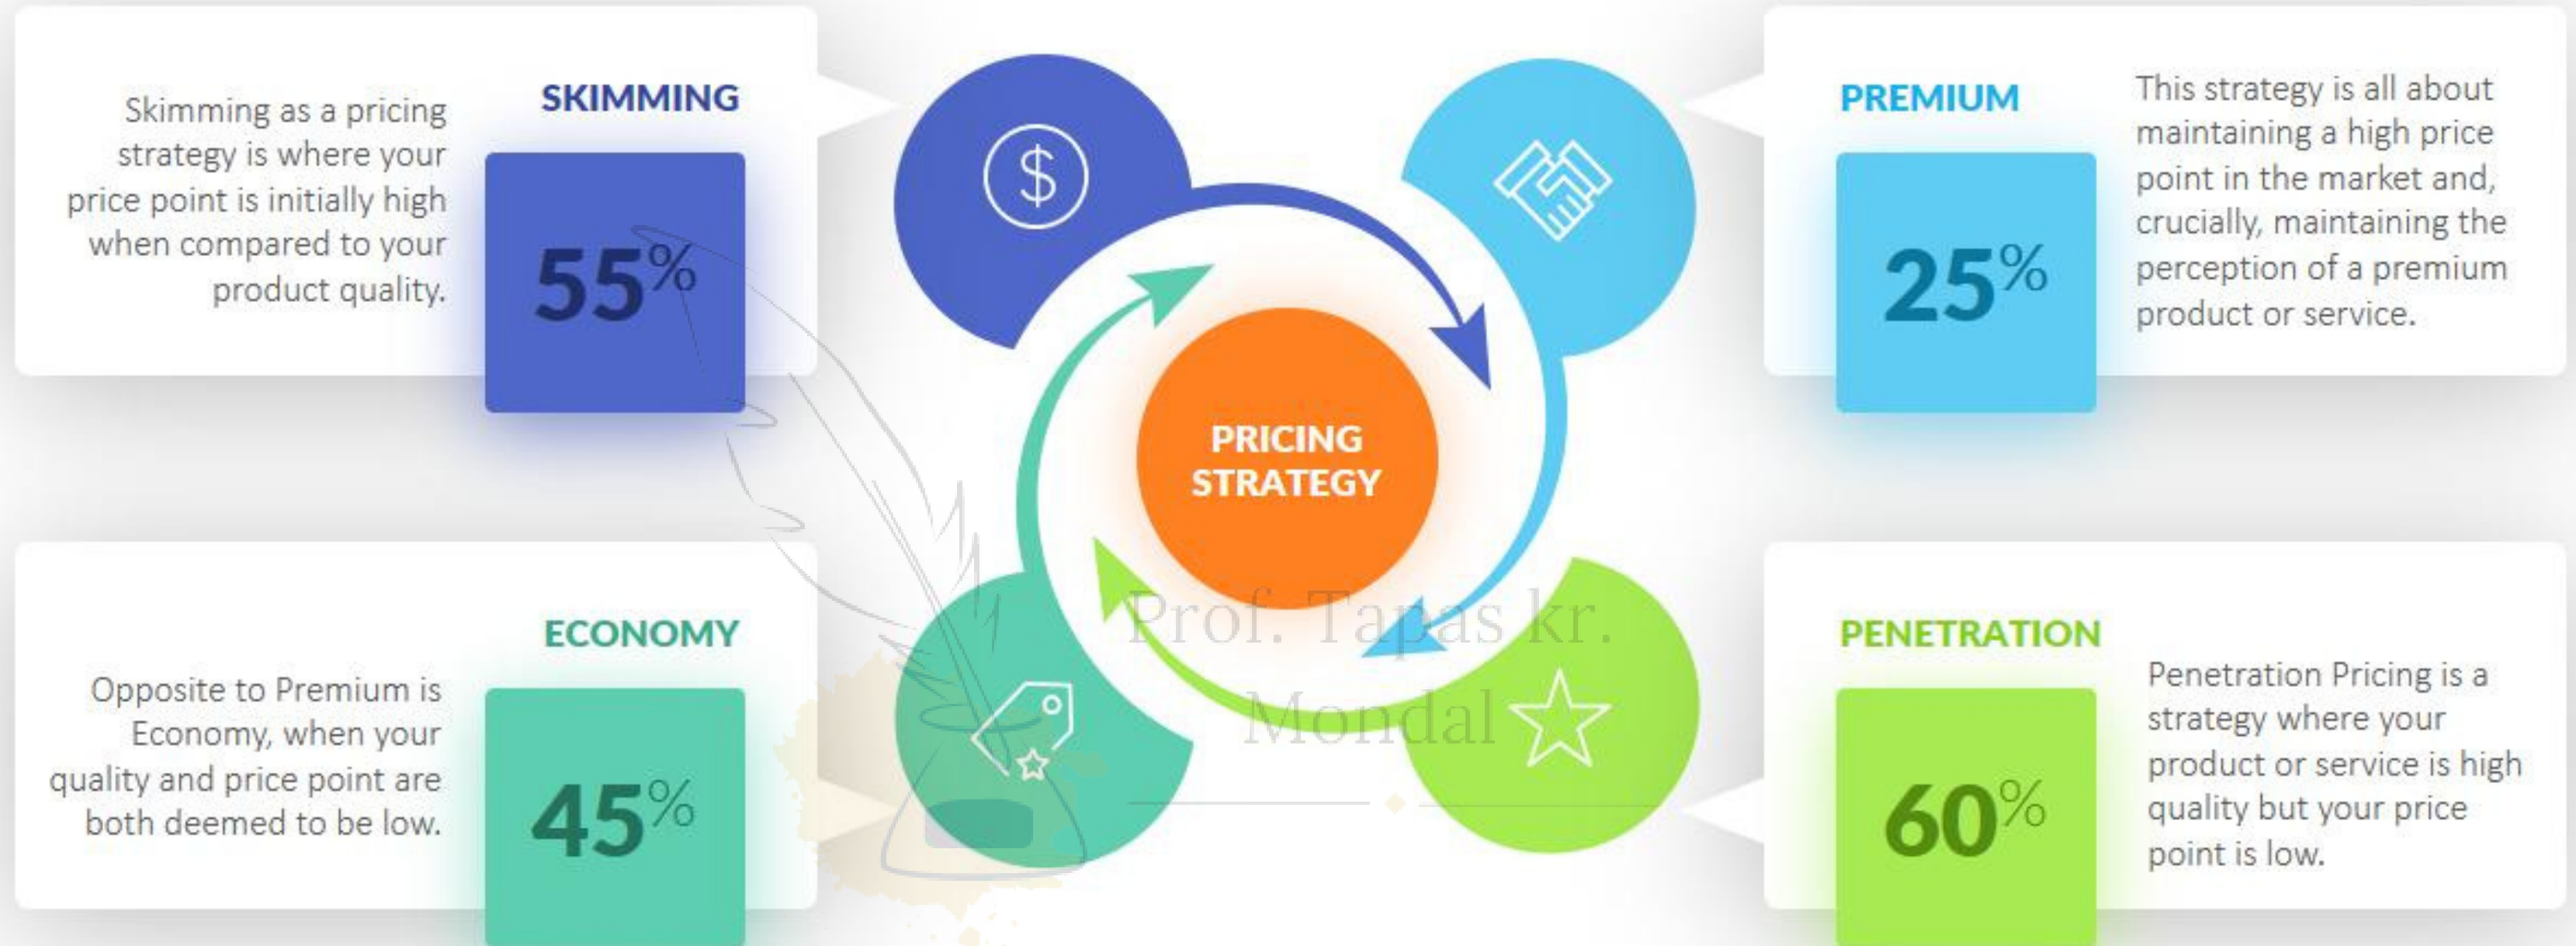 SKIMMING
Skimming as a pricing
strategy is where your
price point is initially high
when compared to your
product quality.
55%
PREMIUM
25%
This strategy is all about
maintaining a high price
point in the market and,
crucially, maintaining the
perception of a premium
product or service.
PRICING
STRATEGY
ECONOMY
Opposite to Premium is
Economy, when your
quality and price point are
both deemed to be low.
45%
PENETRATION
60%
Penetration Pricing is a
strategy where your
product or service is high
quality but your price
point is low.
Prof. Tapas kr.
Mondal